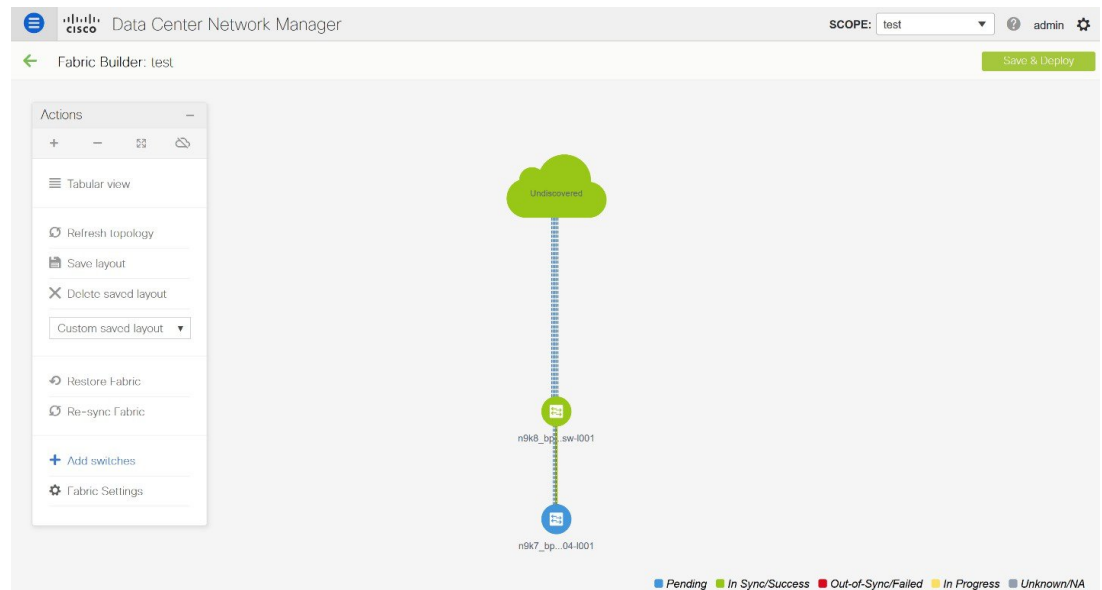 cisco Data Center Network Manager SCOPE: test admin
Fabric Builder: test Save & Deploy
Actions
Tabular view
Refresh topology
Save layout
Delete saved layout
Custom saved layout
Restore Fabric
Re-sync Fabric
Add switches
Fabric Settings
Undiscovered
n9k8_bp...sw-l001
n9k7_bp...04-l001
Pending In Sync/Success Out-of-Sync/Failed In Progress Unknown/NA